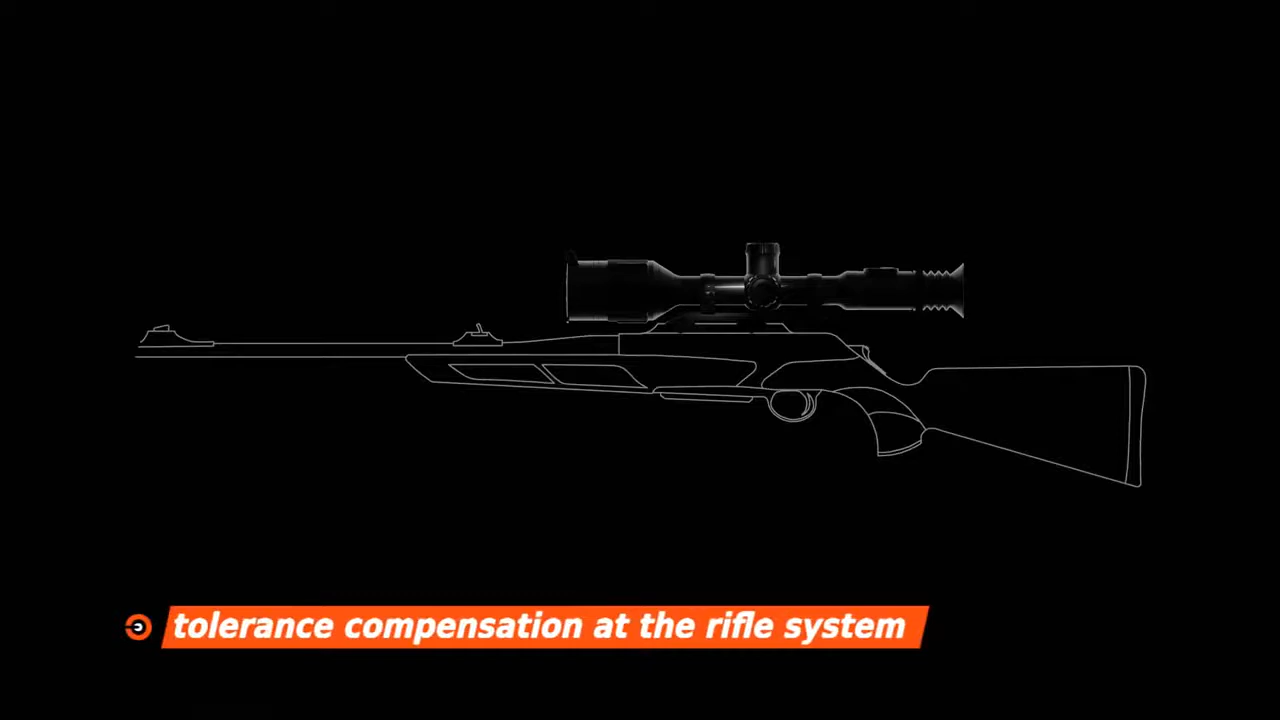 tolerance compensation at the rifle system